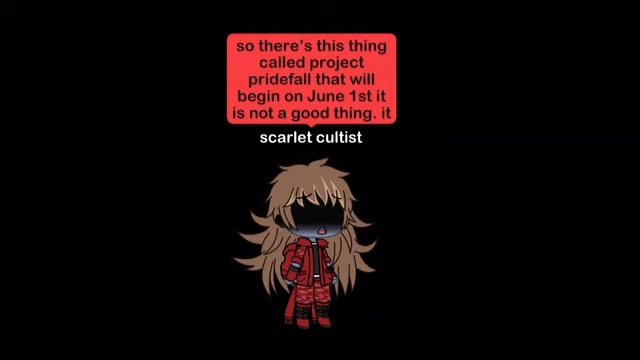 so there's this thing
called project
pridefall that will
begin on June 1st it
is not a good thing. it
scarlet cultist